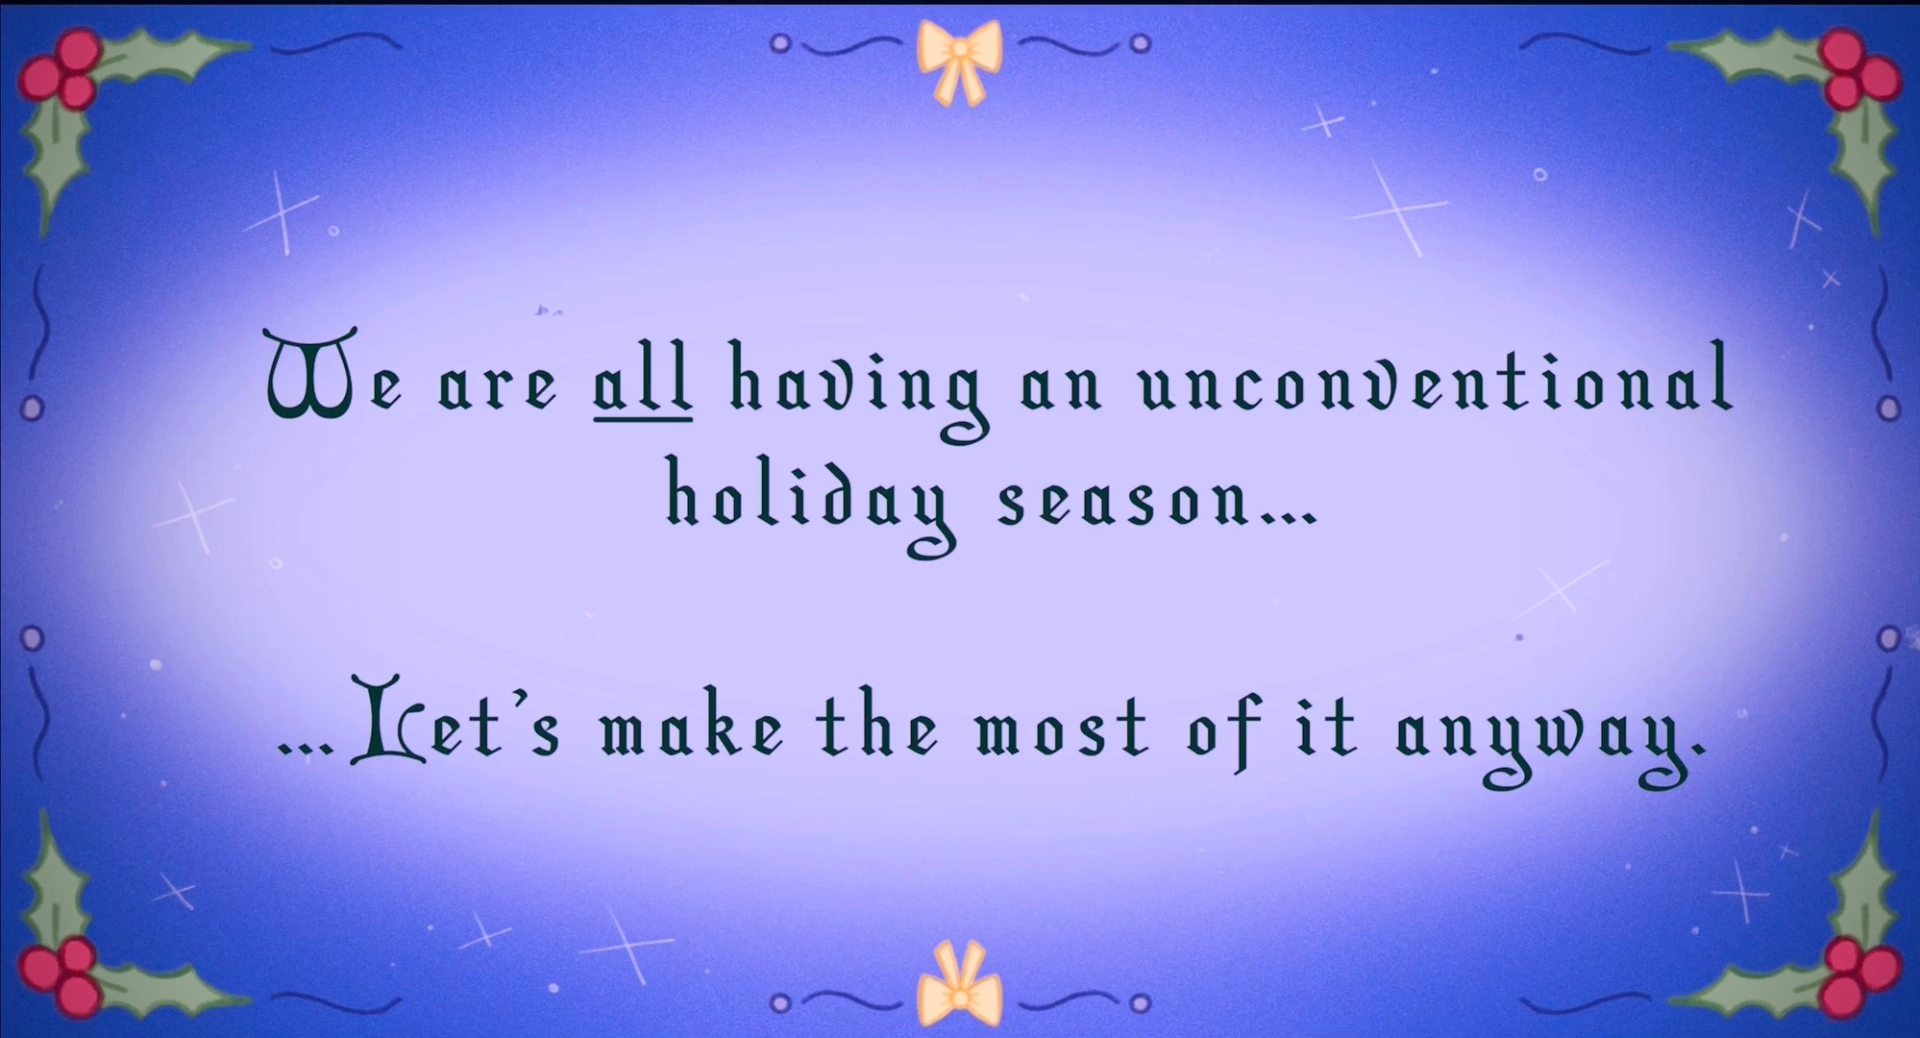 We are all having an unconventional
holiday season...
...Let's make the most of it anyway.